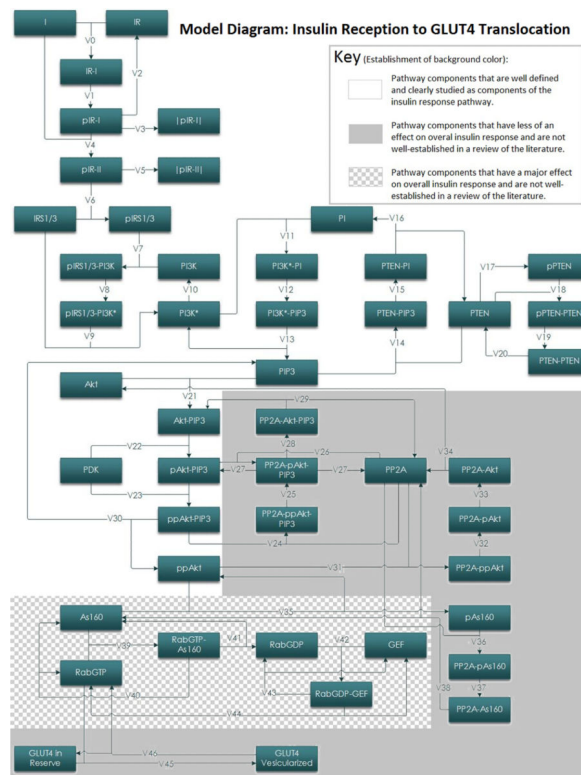 Model Diagram: Insulin Reception to GLUT4 Translocation
Key (Establishment of background color):
Pathway components that are well defined
and clearly studied as components of the
insulin response pathway.
Pathway components that have less of an
effect on overal insulin response and are not
well-established in a review of the literature.
Pathway components that have a major effect
on overall insulin response and are not well-
established in a review of the literature.
I
IR
V0
V2
IR-I
V1
pIR-I
V3
|pIR-I|
V4
pIR-II
V5
|pIR-II|
V6
IRS1/3
pIRS1/3
PI
V16
V7
V11
pIRS1/3-PI3K
PI3K
PI3K*-PI
PTEN-PI
V17
pPTEN
V8
V10
V12
V15
V18
pIRS1/3-PI3K*
PI3K*
PI3K*-PIP3
PTEN-PIP3
PTEN
pPTEN-PTEN
V9
V13
V14
V19
V20
PTEN-PTEN
PIP3
Akt
V21
V29
Akt-PIP3
PP2A-Akt-PIP3
V22
V28
V26
V34
PDK
pAkt-PIP3
V27
PP2A-pAkt-
PIP3
V27
PP2A
PP2A-Akt
V23
V25
V33
ppAkt-PIP3
PP2A-ppAkt-
PIP3
PP2A-pAkt
V30
V24
V32
ppAkt
V31
PP2A-ppAkt
As160
V35
pAs160
V39
RabGTP-
As160
V41
RabGDP
V42
GEF
V36
RabGTP
PP2A-pAs160
V40
V43
RabGDP-GEF
V38
V37
V44
PP2A-As160
GLUT4 in
Reserve
V46
V45
GLUT4
Vesicularized